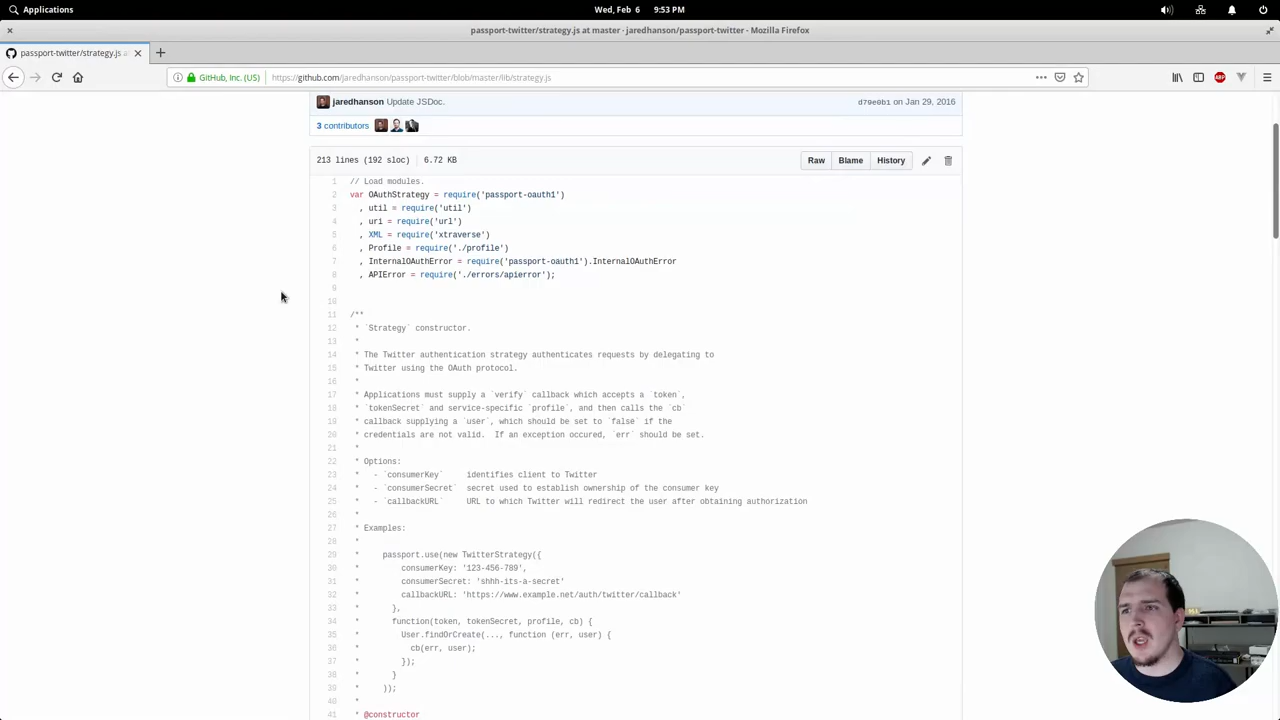 Applications
Wed, Feb 6 9:53 PM
passport-twitter/strategy.js at master · jaredhanson/passport-twitter - Mozilla Firefox
passport-twitter/strategy.js at
GitHub, Inc. (US)
https://github.com/jaredhanson/passport-twitter/blob/master/lib/strategy.js
ABP
jaredhanson Update JSDoc.
d79e0b1 on Jan 29, 2016
3 contributors
213 lines (192 sloc) 6.72 KB
Raw Blame History
1 // Load modules.
2 var OAuthStrategy = require('passport-oauth1')
3 , util = require('util')
4 , uri = require('url')
5 , XML = require('xtraverse')
6 , Profile = require('./profile')
7 , InternalOAuthError = require('passport-oauth1').InternalOAuthError
8 , APIError = require('./errors/apierror');
9
10
11 /**
12 * `Strategy` constructor.
13 *
14 * The Twitter authentication strategy authenticates requests by delegating to
15 * Twitter using the OAuth protocol.
16 *
17 * Applications must supply a `verify` callback which accepts a `token`,
18 * `tokenSecret` and service-specific `profile`, and then calls the `cb`
19 * callback supplying a `user`, which should be set to `false` if the
20 * credentials are not valid.  If an exception occured, `err` should be set.
21 *
22 * Options:
23 *   - `consumerKey`     identifies client to Twitter
24 *   - `consumerSecret`  secret used to establish ownership of the consumer key
25 *   - `callbackURL`     URL to which Twitter will redirect the user after obtaining authorization
26 *
27 * Examples:
28 *
29 *     passport.use(new TwitterStrategy({
30 *         consumerKey: '123-456-789',
31 *         consumerSecret: 'shhh-its-a-secret'
32 *         callbackURL: 'https://www.example.net/auth/twitter/callback'
33 *       },
34 *       function(token, tokenSecret, profile, cb) {
35 *         User.findOrCreate(..., function (err, user) {
36 *           cb(err, user);
37 *         });
38 *       }
39 *     ));
40 *
41 * @constructor